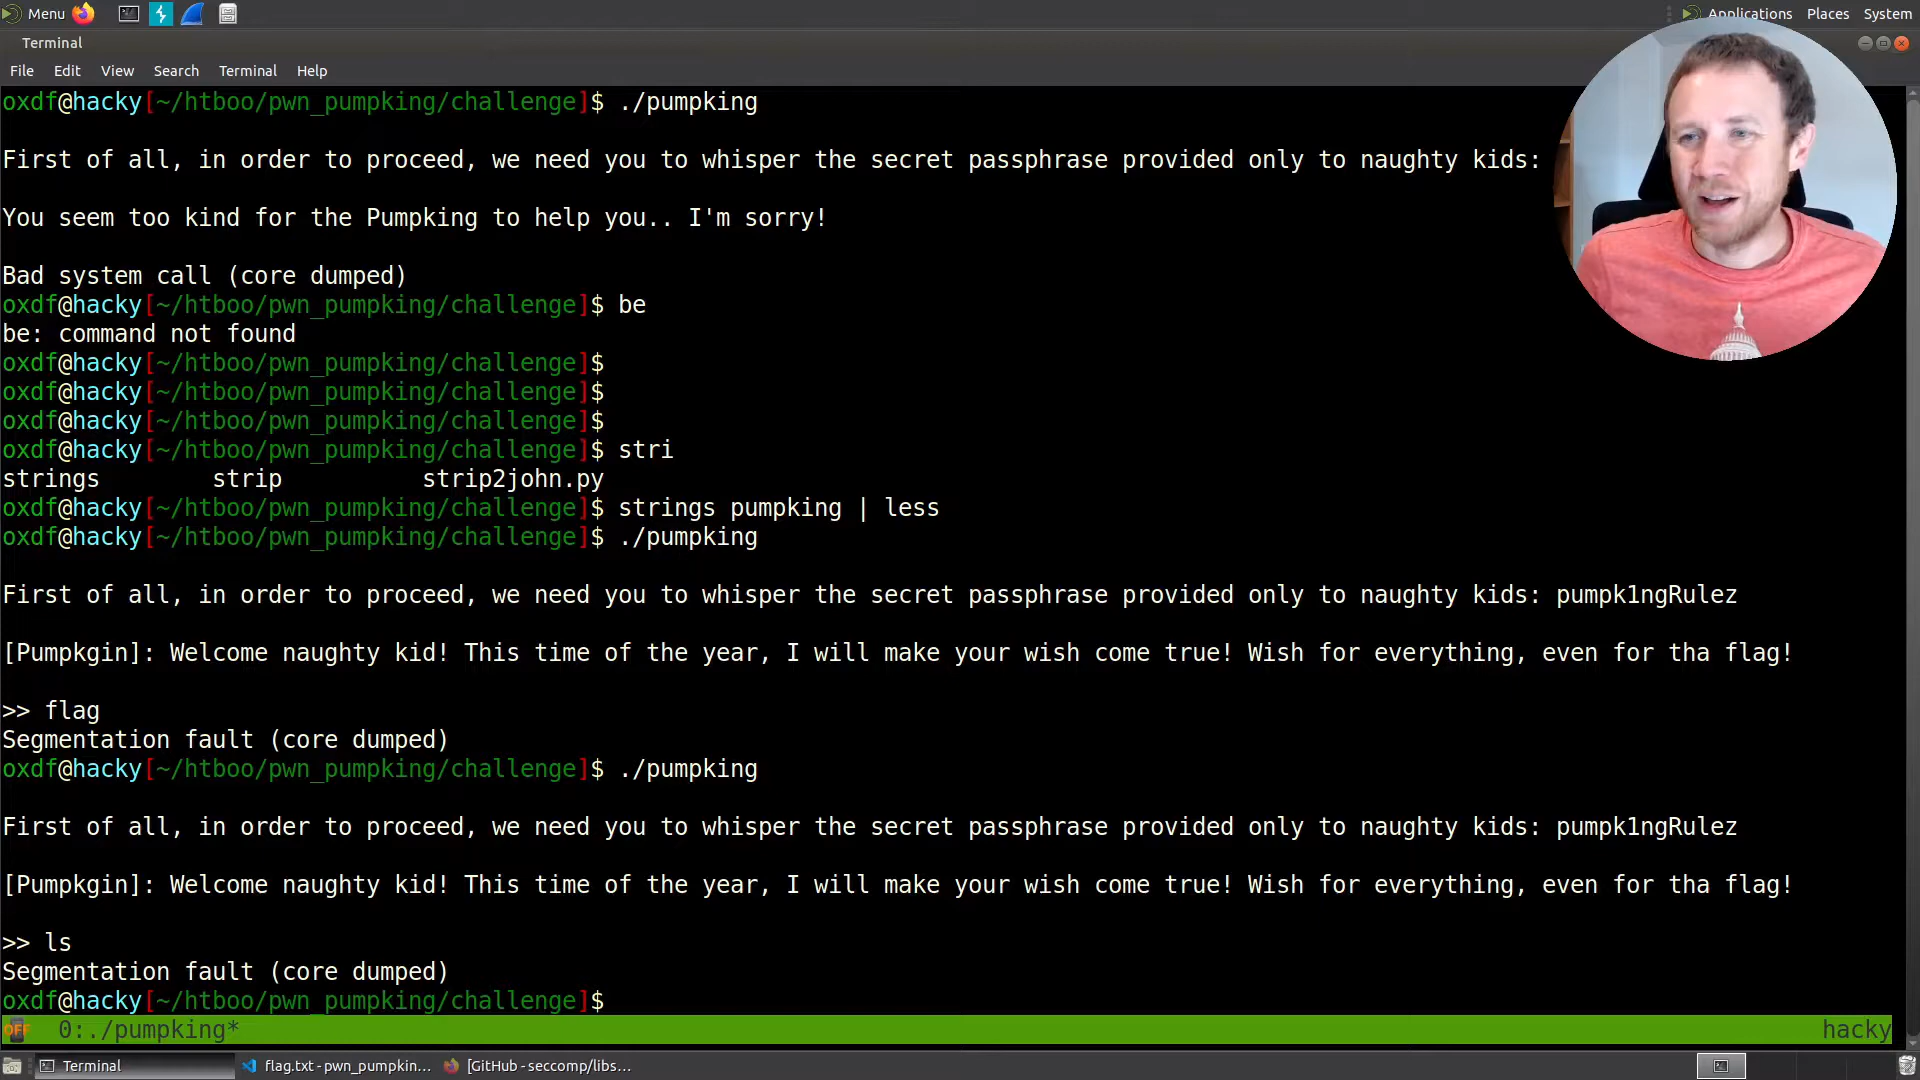 Menu
Applications Places System
Terminal
File Edit View Search Terminal Help
oxdf@hacky[~/htboo/pwn_pumpking/challenge]$ ./pumpking
First of all, in order to proceed, we need you to whisper the secret passphrase provided only to naughty kids:
You seem too kind for the Pumpking to help you.. I'm sorry!
Bad system call (core dumped)
oxdf@hacky[~/htboo/pwn_pumpking/challenge]$ be
be: command not found
oxdf@hacky[~/htboo/pwn_pumpking/challenge]$
oxdf@hacky[~/htboo/pwn_pumpking/challenge]$
oxdf@hacky[~/htboo/pwn_pumpking/challenge]$
oxdf@hacky[~/htboo/pwn_pumpking/challenge]$ stri
strings strip strip2john.py
oxdf@hacky[~/htboo/pwn_pumpking/challenge]$ strings pumpking | less
oxdf@hacky[~/htboo/pwn_pumpking/challenge]$ ./pumpking
First of all, in order to proceed, we need you to whisper the secret passphrase provided only to naughty kids: pumpk1ngRulez
[Pumpkgin]: Welcome naughty kid! This time of the year, I will make your wish come true! Wish for everything, even for tha flag!
>> flag
Segmentation fault (core dumped)
oxdf@hacky[~/htboo/pwn_pumpking/challenge]$ ./pumpking
First of all, in order to proceed, we need you to whisper the secret passphrase provided only to naughty kids: pumpk1ngRulez
[Pumpkgin]: Welcome naughty kid! This time of the year, I will make your wish come true! Wish for everything, even for tha flag!
>> ls
Segmentation fault (core dumped)
oxdf@hacky[~/htboo/pwn_pumpking/challenge]$
OFF 0:./pumpking* hacky
Terminal flag.txt - pwn_pumpkin... [GitHub - seccomp/libs...